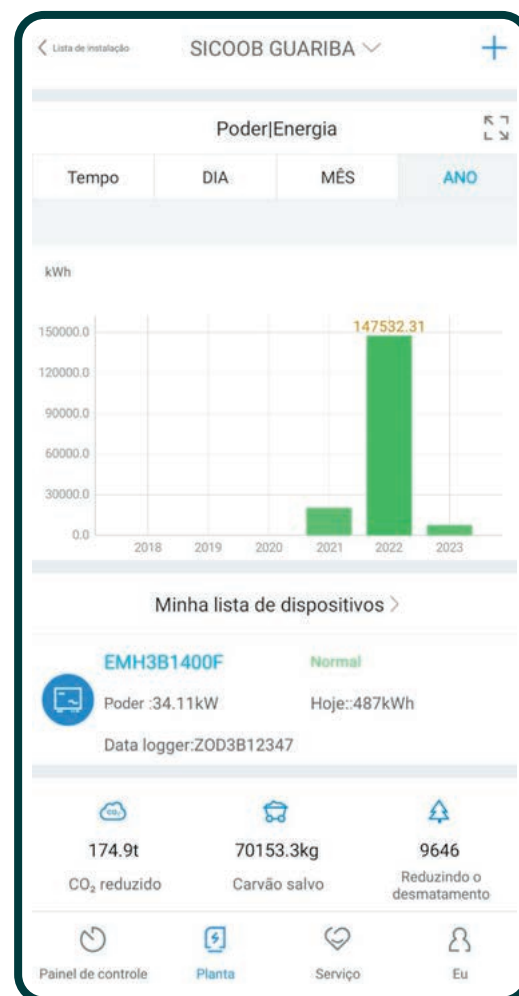 Lista de instalação SICOOB GUARIBA
Poder|Energia
Tempo DIA MÊS ANO
kWh
147532.31
150000.0
120000.0
90000.0
60000.0
30000.0
0.0
2018 2019 2020 2021 2022 2023
Minha lista de dispositivos
EMH3B1400F Normal
Poder :34.11kW Hoje::487kWh
Data logger:ZOD3B12347
CO₂
174.9t 70153.3kg 9646
CO₂ reduzido Carvão salvo Reduzindo o desmatamento
Painel de controle Planta Serviço Eu